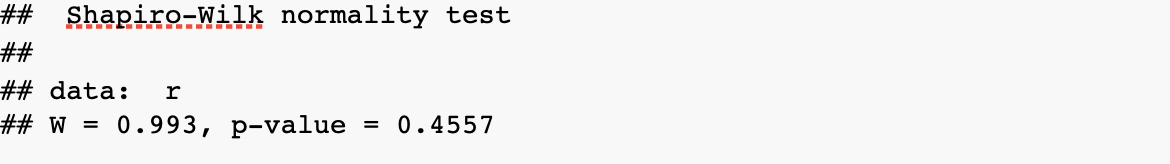 ##  Shapiro-Wilk normality test
##
## data:  r
## W = 0.993, p-value = 0.4557